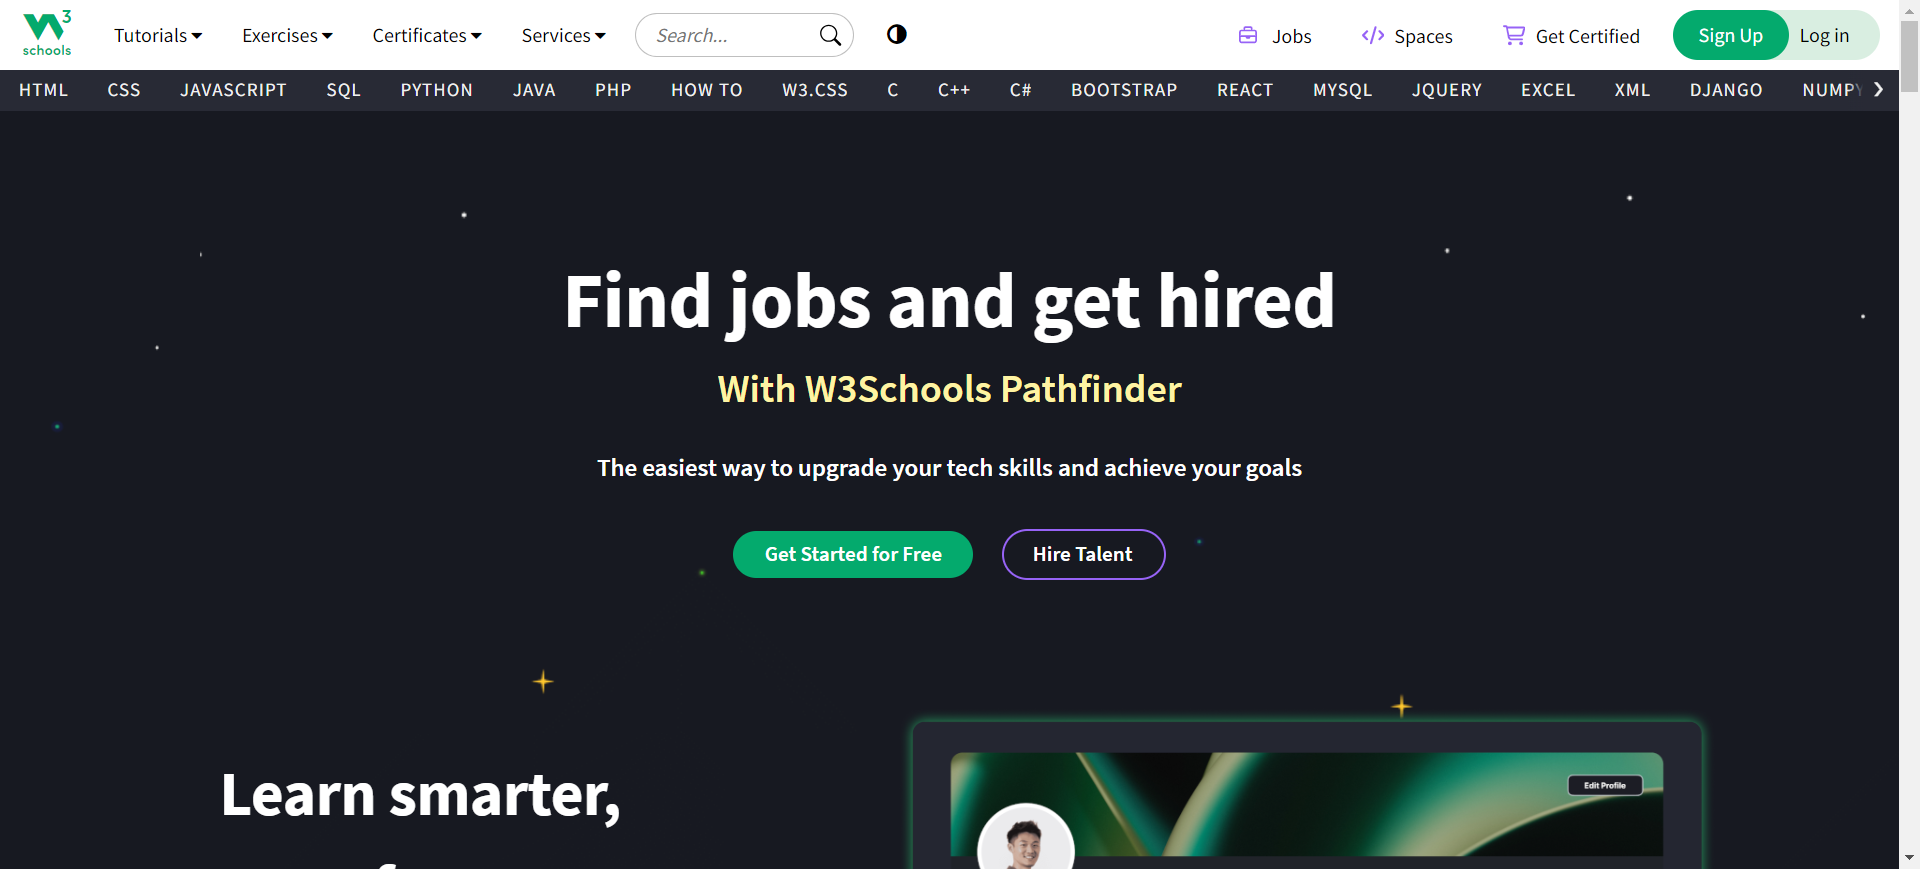 W3 schools
Tutorials Exercises Certificates Services Search... Jobs Spaces Get Certified Sign Up Log in
HTML CSS JAVASCRIPT SQL PYTHON JAVA PHP HOW TO W3.CSS C C++ C# BOOTSTRAP REACT MYSQL JQUERY EXCEL XML DJANGO NUMPY
Find jobs and get hired
With W3Schools Pathfinder
The easiest way to upgrade your tech skills and achieve your goals
Get Started for Free Hire Talent
Edit Profile
Learn smarter,